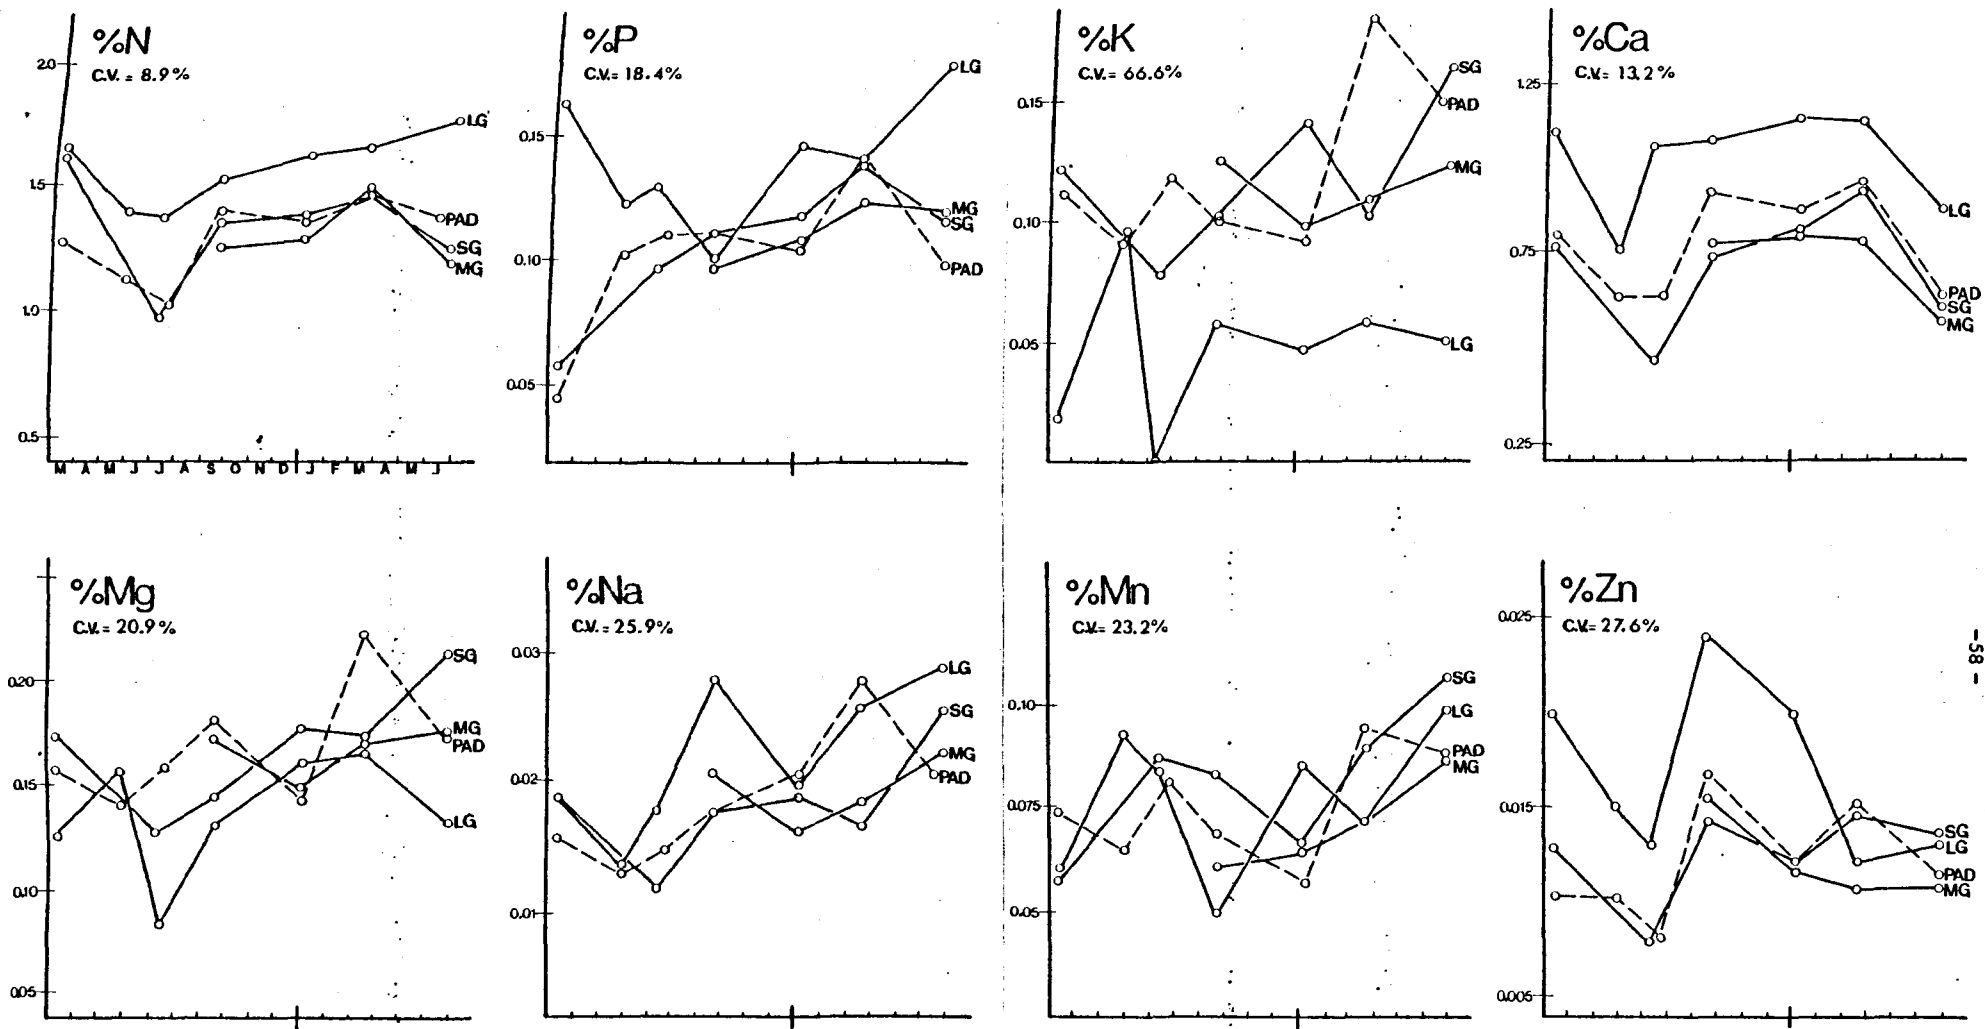 %N
C.V. = 8.9%
2.0
1.5
1.0
0.5
LG
PAD
SG
MG
M A M J J A S O N D J F M A M J
%P
C.V. = 18.4%
0.15
0.10
0.05
LG
MG
SG
PAD
%K
C.V. = 66.6%
0.15
0.10
0.05
SG
PAD
MG
LG
%Ca
C.V. = 13.2%
1.25
0.75
0.25
LG
PAD
SG
MG
%Mg
C.V. = 20.9%
0.20
0.15
0.10
0.05
SG
MG
PAD
LG
%Na
C.V. = 25.9%
0.03
0.02
0.01
LG
SG
MG
PAD
%Mn
C.V. = 23.2%
0.10
0.075
0.05
SG
LG
PAD
MG
%Zn
C.V. = 27.6%
0.025
0.015
0.005
SG
LG
PAD
MG
- 58 -